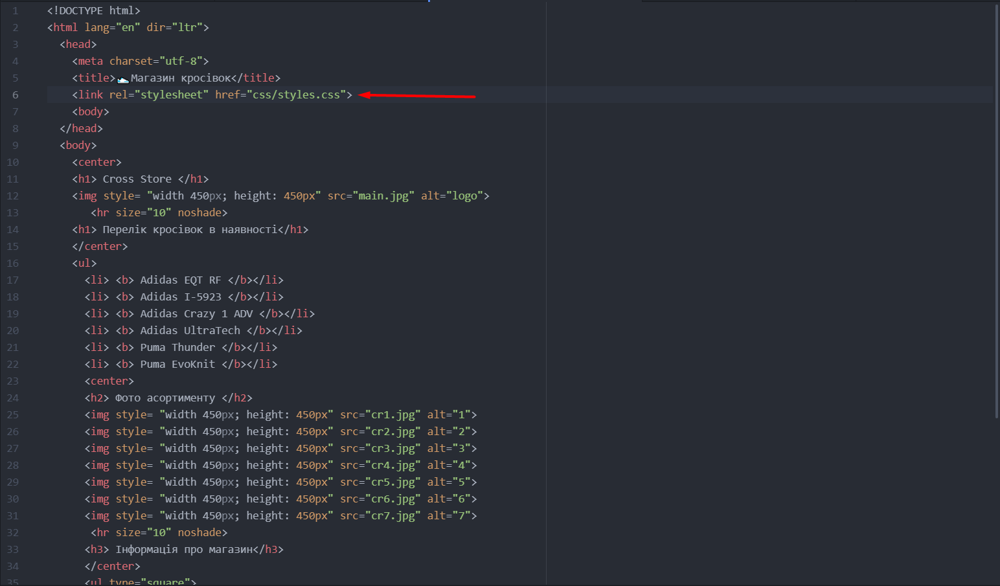 1 <!DOCTYPE html>
2 <html lang="en" dir="ltr">
3 <head>
4 <meta charset="utf-8">
5 <title>👟Магазин кросівок</title>
6 <link rel="stylesheet" href="css/styles.css">
7 <body>
8 </head>
9 <body>
10 <center>
11 <h1> Cross Store </h1>
12 <img style= "width 450px; height: 450px" src="main.jpg" alt="logo">
13 <hr size="10" noshade>
14 <h1> Перелік кросівок в наявності</h1>
15 </center>
16 <ul>
17 <li> <b> Adidas EQT RF </b></li>
18 <li> <b> Adidas I-5923 </b></li>
19 <li> <b> Adidas Crazy 1 ADV </b></li>
20 <li> <b> Adidas UltraTech </b></li>
21 <li> <b> Puma Thunder </b></li>
22 <li> <b> Puma EvoKnit </b></li>
23 <center>
24 <h2> Фото асортименту </h2>
25 <img style= "width 450px; height: 450px" src="cr1.jpg" alt="1">
26 <img style= "width 450px; height: 450px" src="cr2.jpg" alt="2">
27 <img style= "width 450px; height: 450px" src="cr3.jpg" alt="3">
28 <img style= "width 450px; height: 450px" src="cr4.jpg" alt="4">
29 <img style= "width 450px; height: 450px" src="cr5.jpg" alt="5">
30 <img style= "width 450px; height: 450px" src="cr6.jpg" alt="6">
31 <img style= "width 450px; height: 450px" src="cr7.jpg" alt="7">
32 <hr size="10" noshade>
33 <h3> Інформація про магазин</h3>
34 </center>
35 <ul type="square">